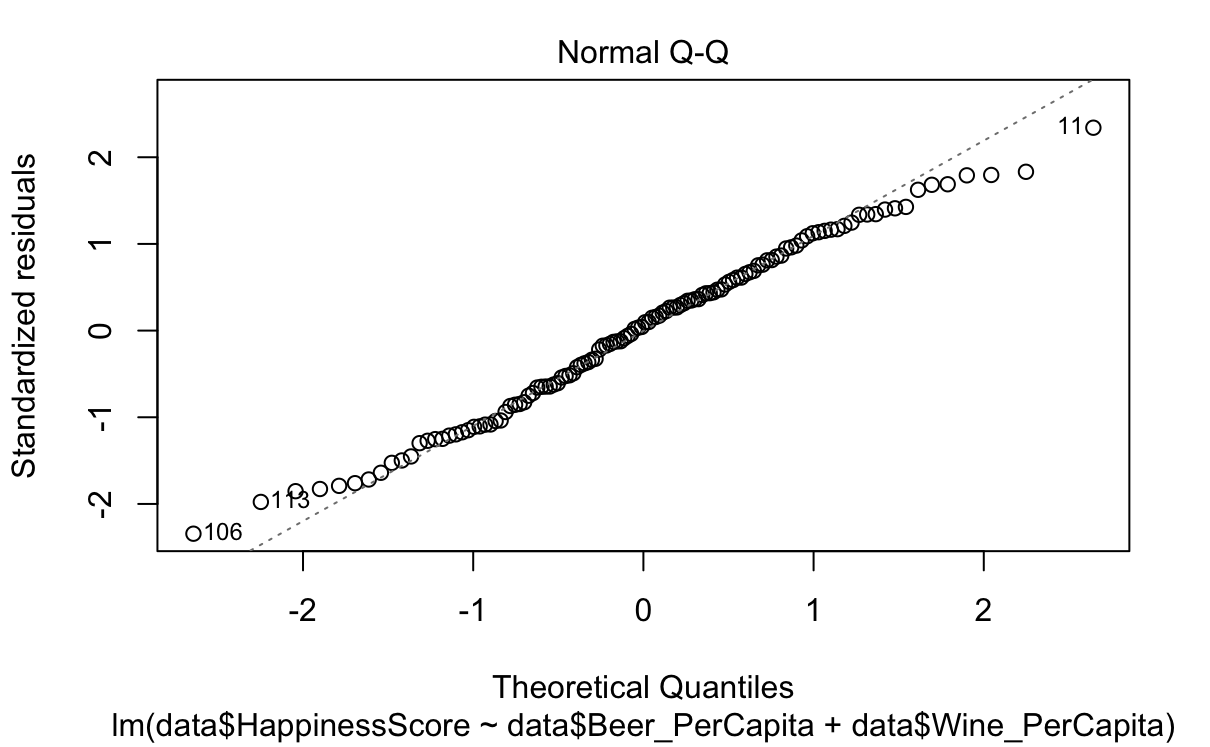 Normal Q-Q
Standardized residuals
2
1
0
-1
-2
11
113
106
-2 -1 0 1 2
Theoretical Quantiles
lm(data$HappinessScore ~ data$Beer_PerCapita + data$Wine_PerCapita)